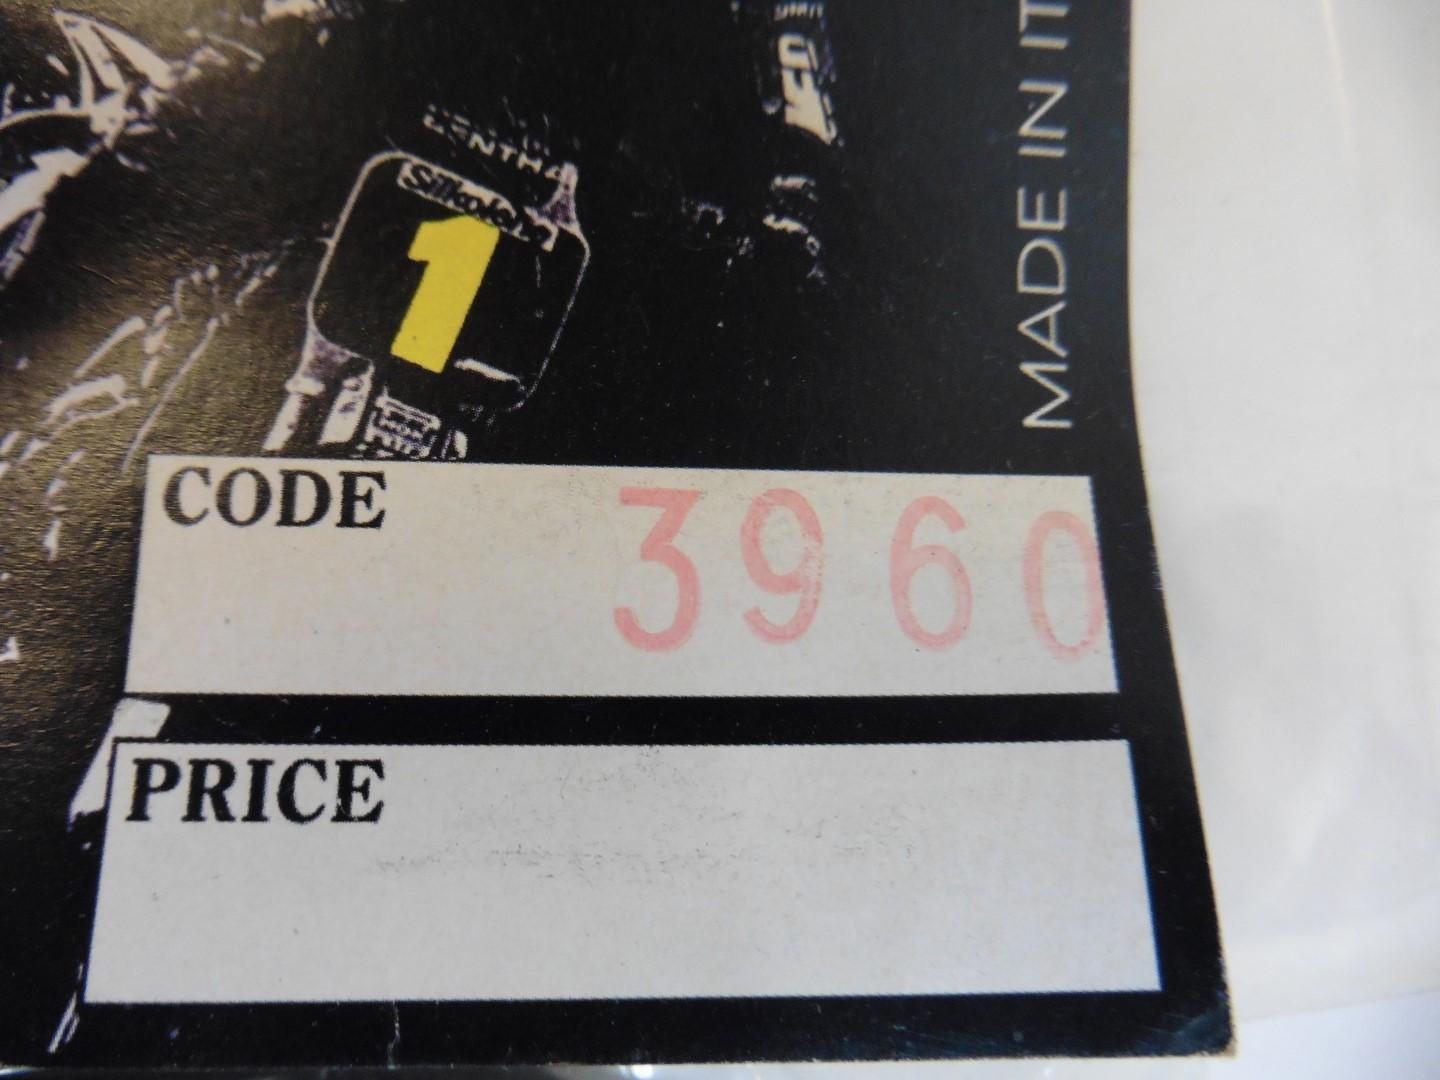 Silkolene
1
MADE IN IT
CODE 3960
PRICE